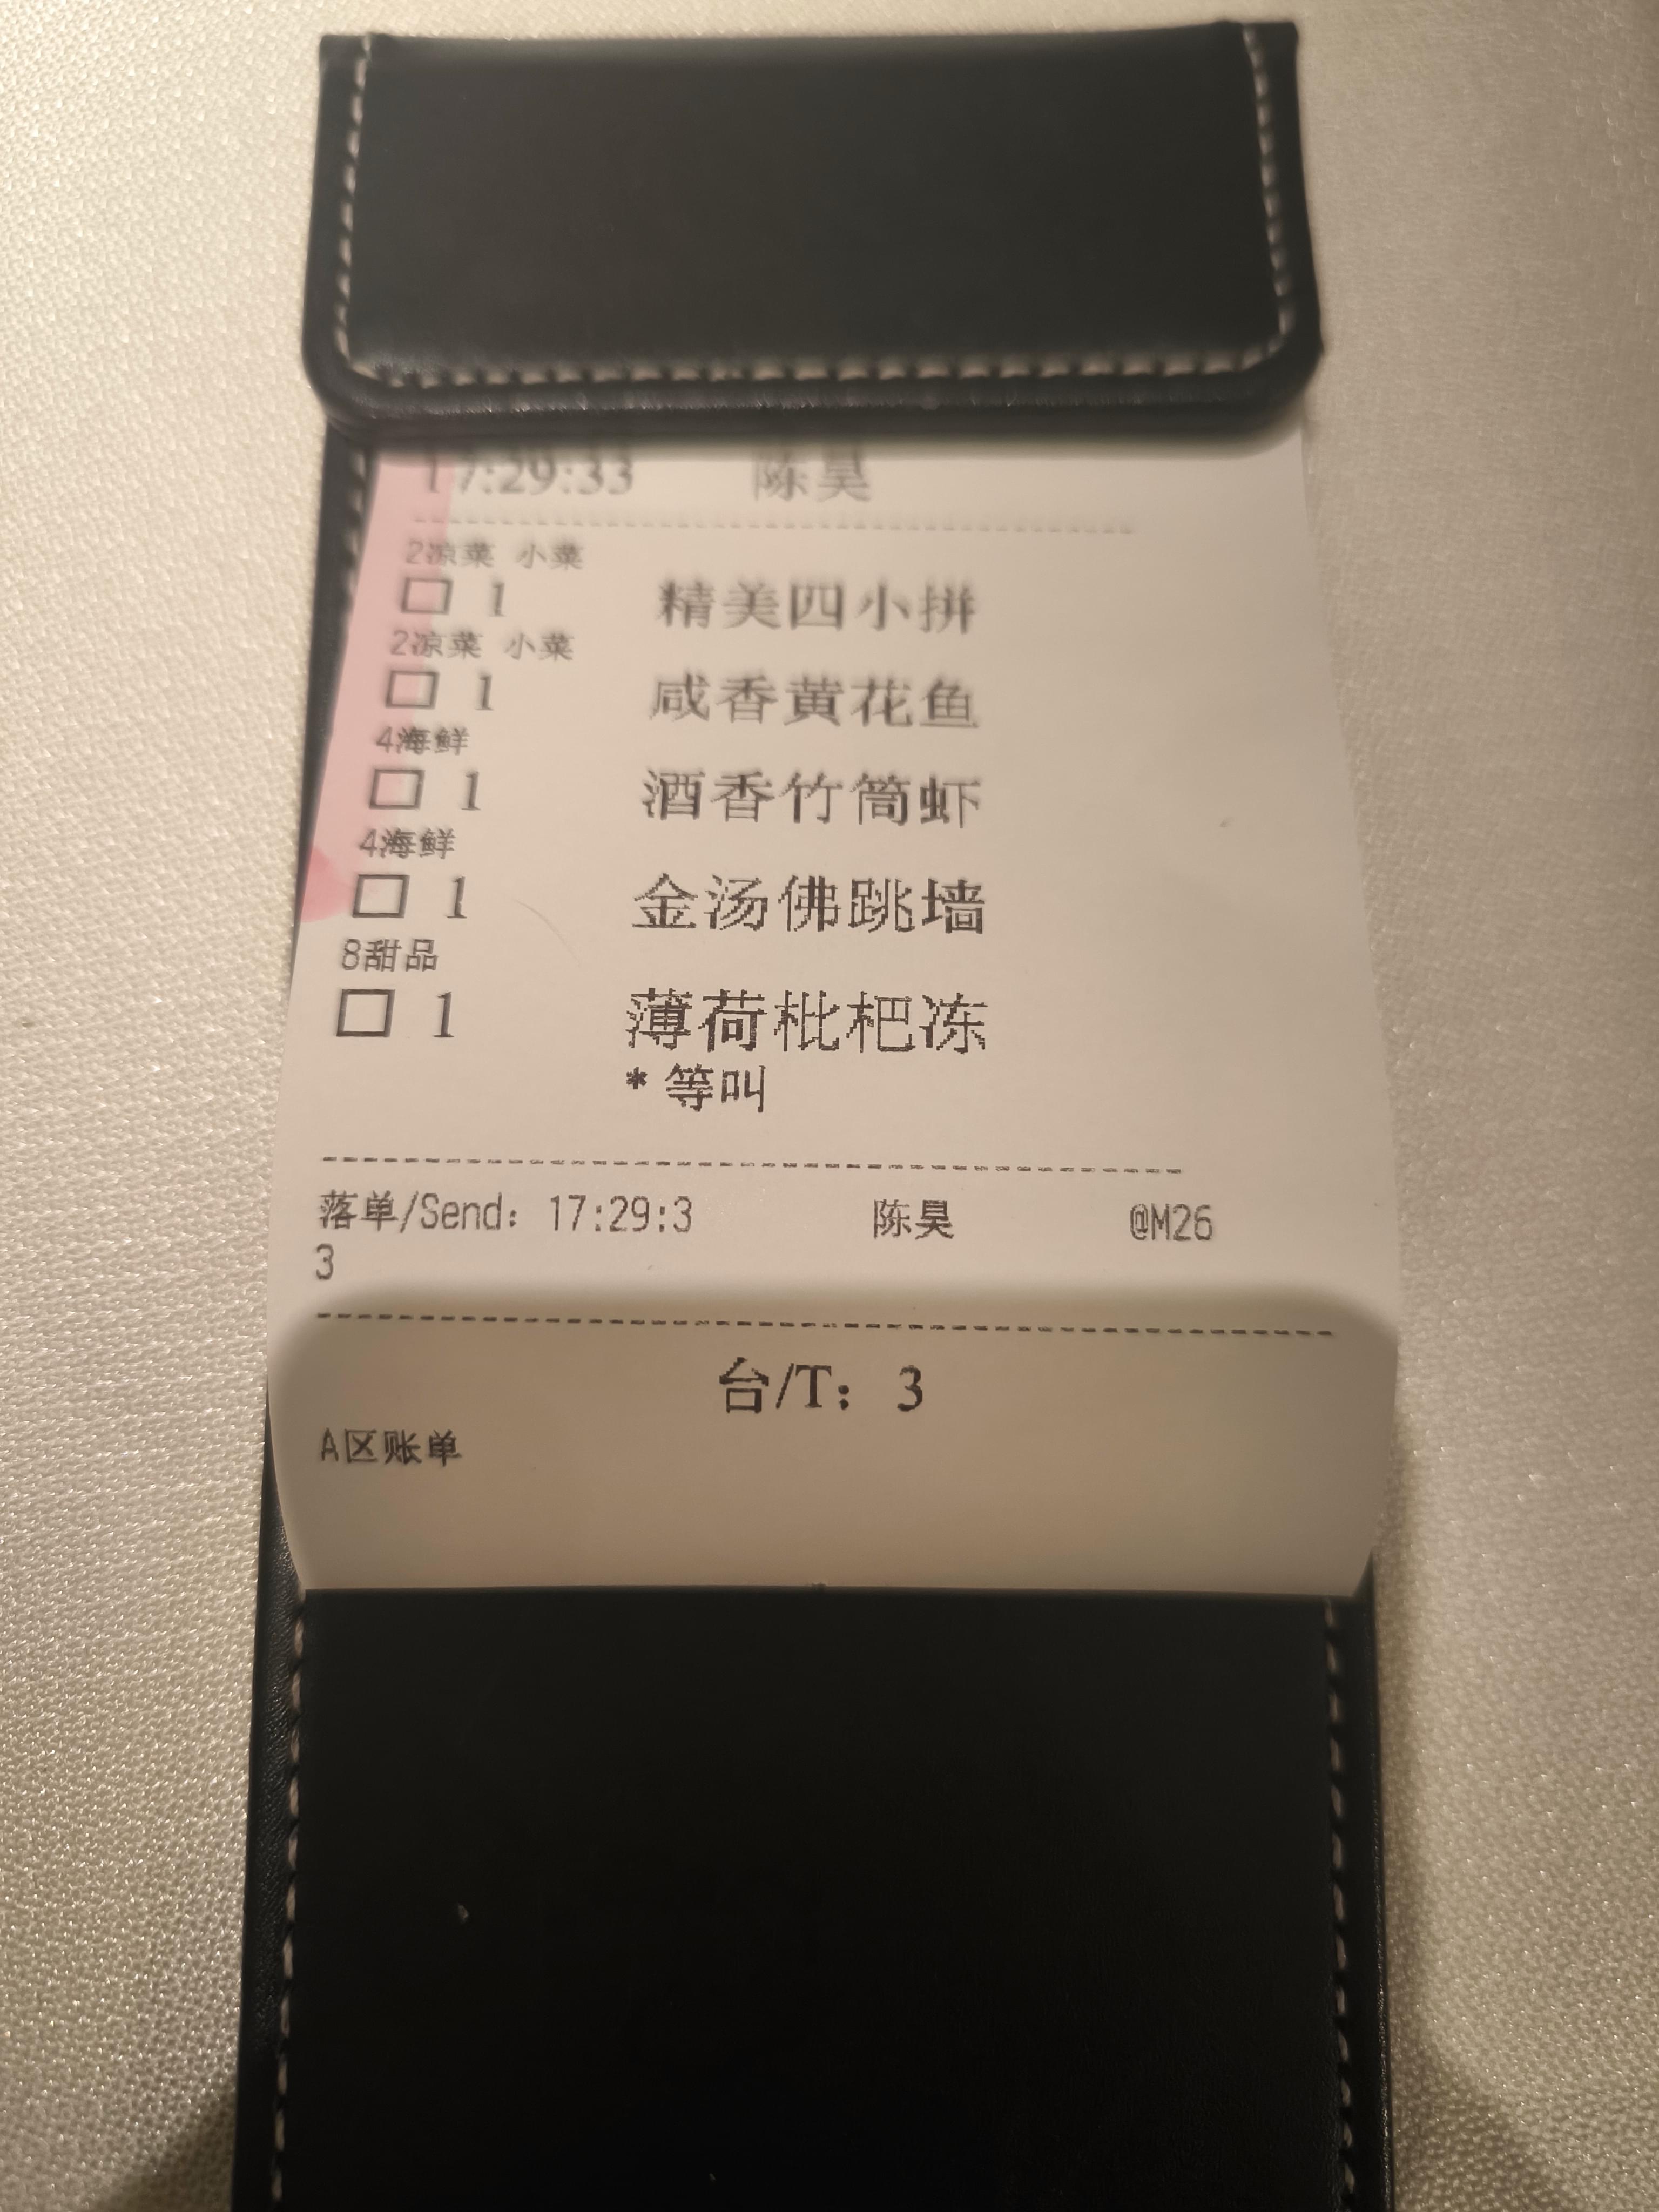 17:29:33 陈昊
2凉菜 小菜
□ 1 精美四小拼
2凉菜 小菜
□ 1 咸香黄花鱼
4海鲜
□ 1 酒香竹筒虾
4海鲜
□ 1 金汤佛跳墙
8甜品
□ 1 薄荷枇杷冻
* 等叫
落单/Send: 17:29:3 陈昊 @M26
3
台/T: 3
A区账单